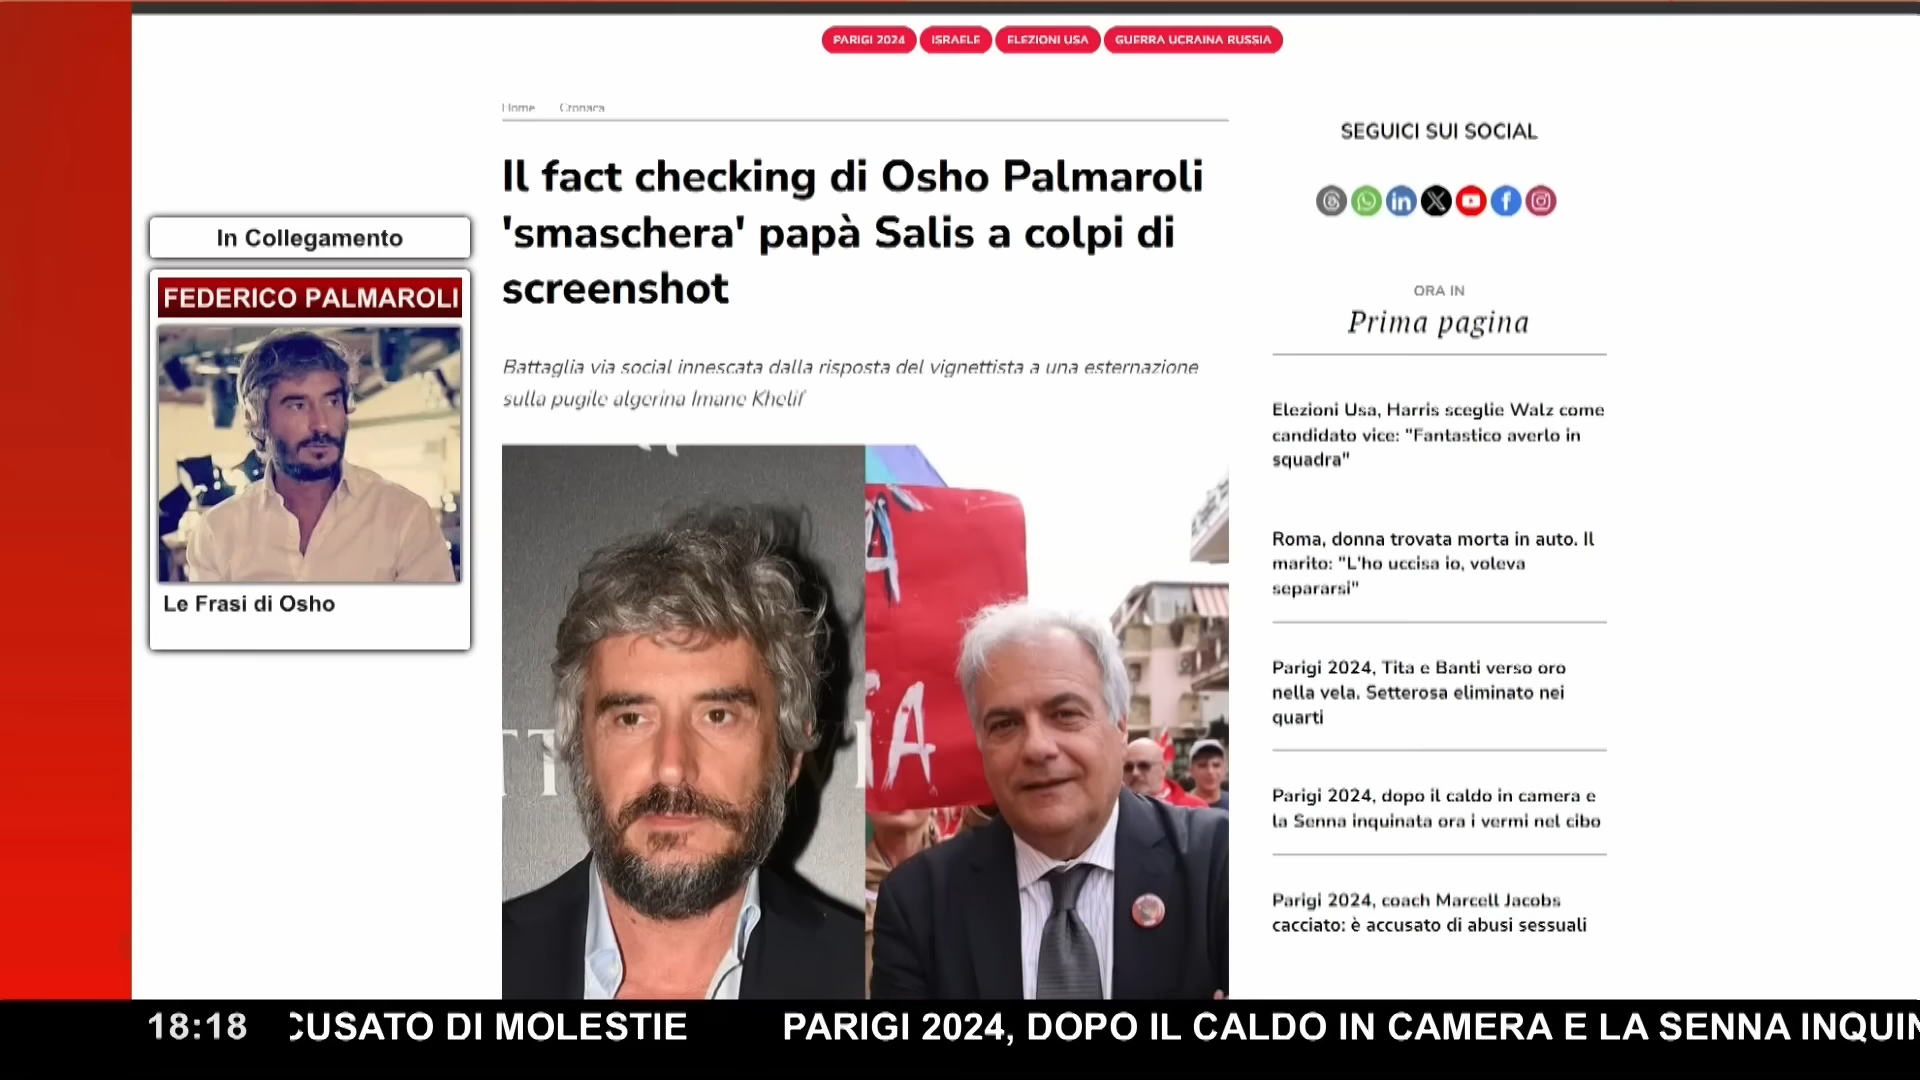 PARIGI 2024 ISRAELE ELEZIONI USA GUERRA UCRAINA RUSSIA
Home Cronaca
Il fact checking di Osho Palmaroli
'smaschera' papà Salis a colpi di
screenshot
Battaglia via social innescata dalla risposta del vignettista a una esternazione
sulla pugile algerina Imane Khelif
In Collegamento
FEDERICO PALMAROLI
Le Frasi di Osho
SEGUICI SUI SOCIAL
ORA IN
Prima pagina
Elezioni Usa, Harris sceglie Walz come
candidato vice: "Fantastico averlo in
squadra"
Roma, donna trovata morta in auto. Il
marito: "L'ho uccisa io, voleva
separarsi"
Parigi 2024, Tita e Banti verso oro
nella vela. Setterosa eliminato nei
quarti
Parigi 2024, dopo il caldo in camera e
la Senna inquinata ora i vermi nel cibo
Parigi 2024, coach Marcell Jacobs
cacciato: è accusato di abusi sessuali
18:18 CUSATO DI MOLESTIE PARIGI 2024, DOPO IL CALDO IN CAMERA E LA SENNA INQUIN